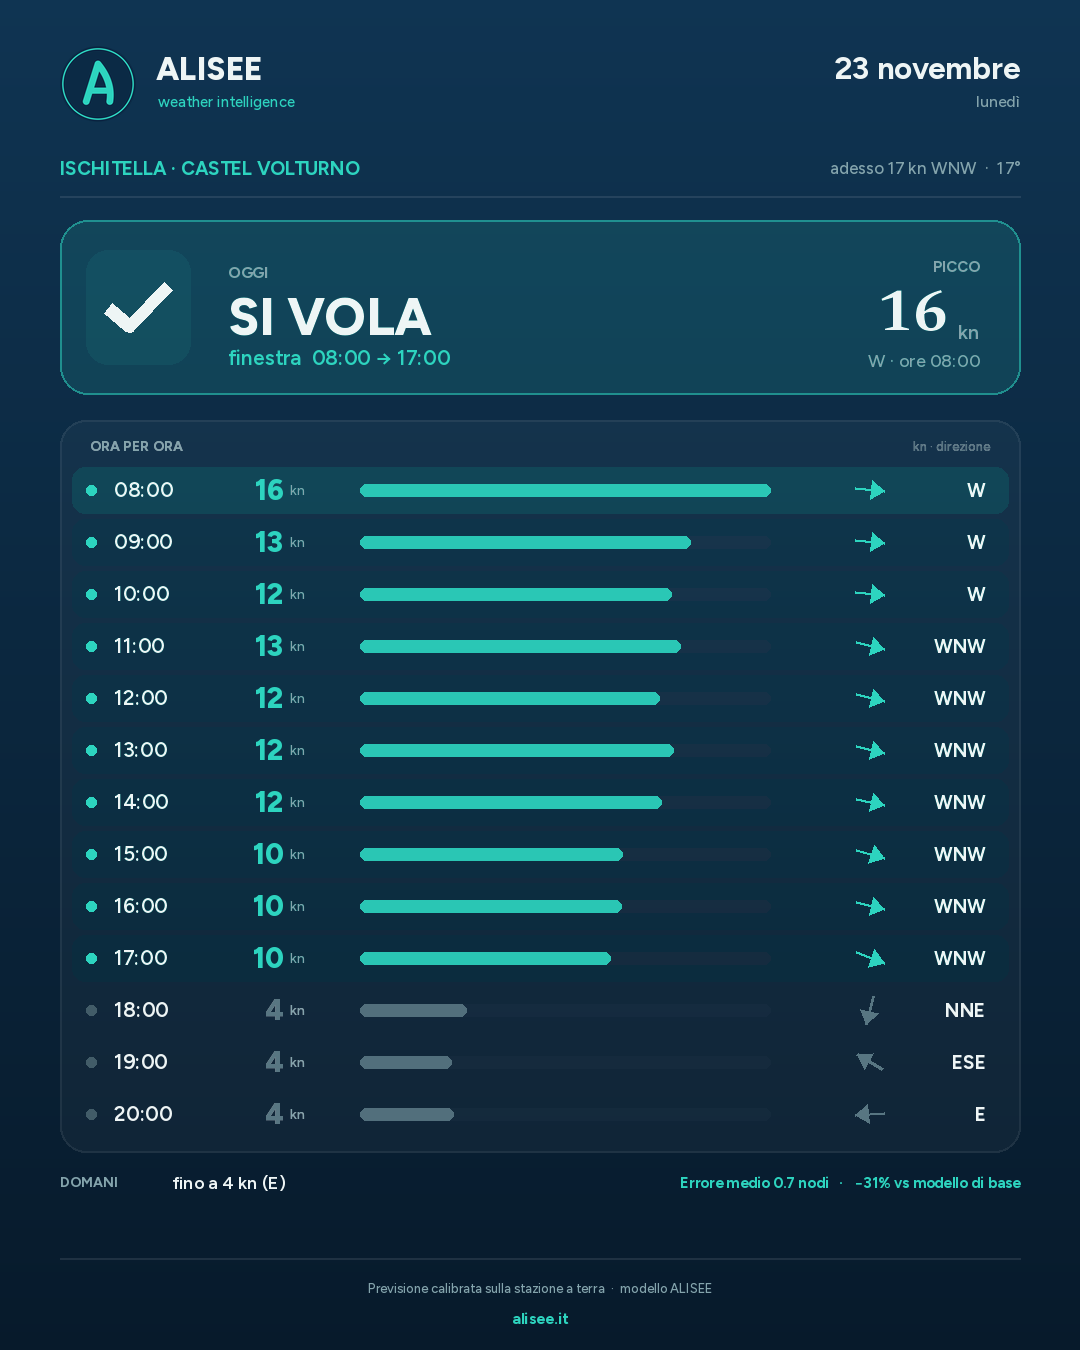 A ALISEE 23 novembre
weather intelligence lunedì
ISCHITELLA · CASTEL VOLTURNO adesso 17 kn WNW · 17°
OGGI PICCO
SI VOLA 16 kn
finestra 08:00 → 17:00 W · ore 08:00
ORA PER ORA kn · direzione
08:00 16 kn W
09:00 13 kn W
10:00 12 kn W
11:00 13 kn WNW
12:00 12 kn WNW
13:00 12 kn WNW
14:00 12 kn WNW
15:00 10 kn WNW
16:00 10 kn WNW
17:00 10 kn WNW
18:00 4 kn NNE
19:00 4 kn ESE
20:00 4 kn E
DOMANI fino a 4 kn (E) Errore medio 0.7 nodi · −31% vs modello di base
Previsione calibrata sulla stazione a terra · modello ALISEE
alisee.it